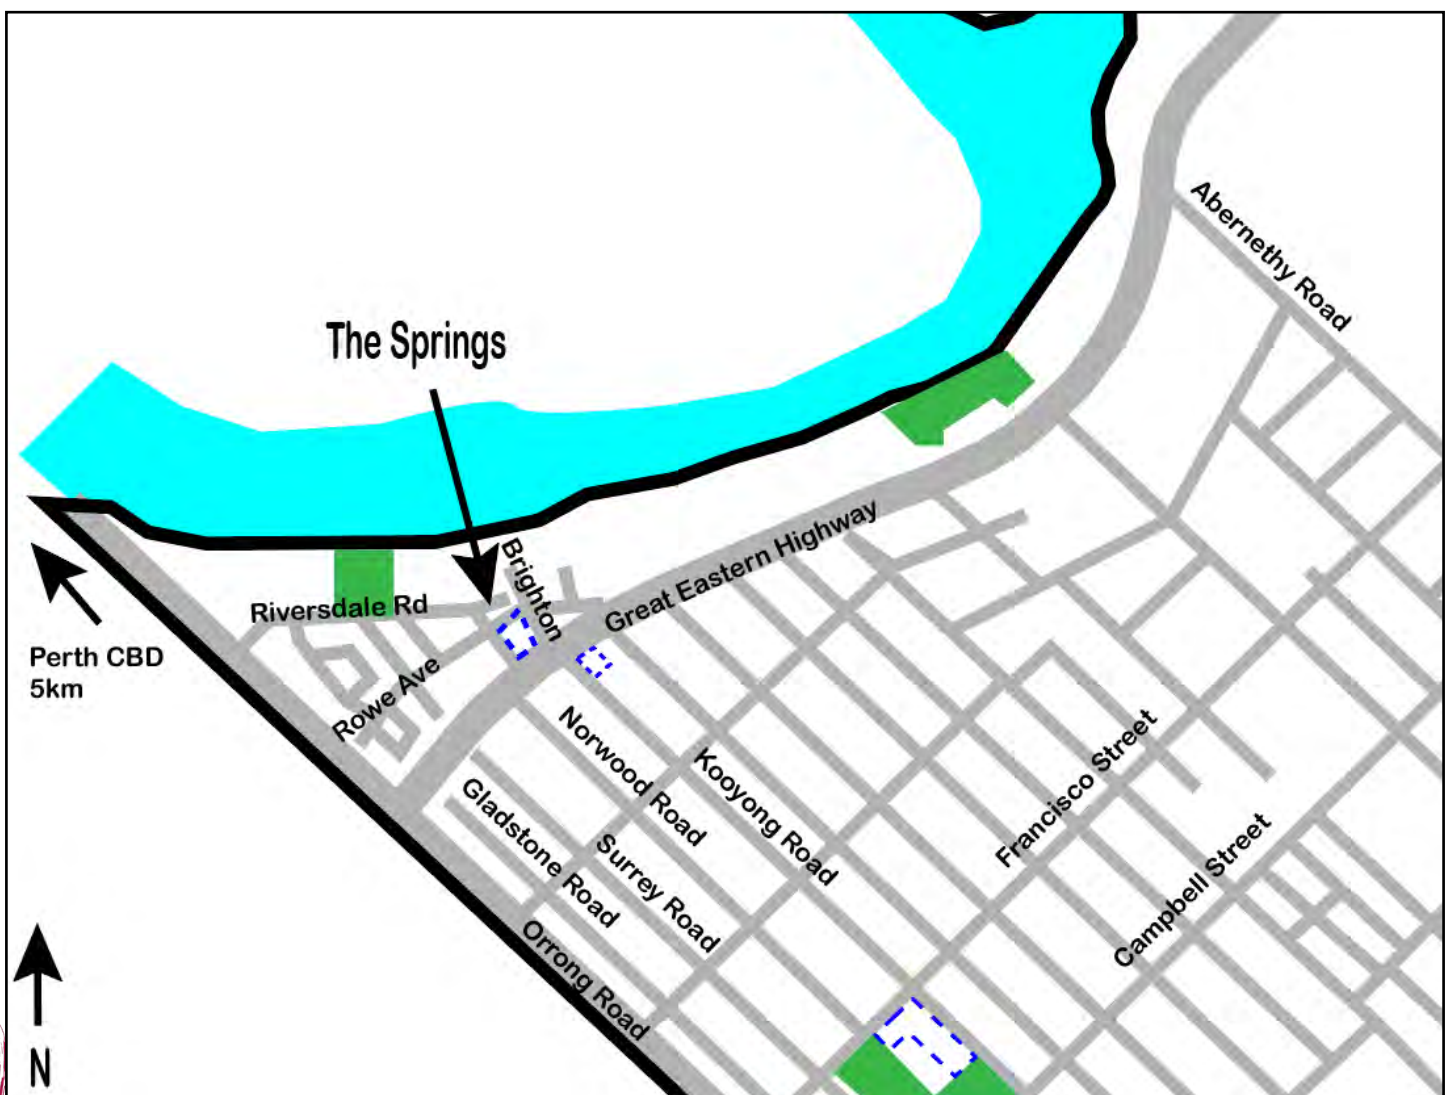 Abernethy Road
The Springs
Great Eastern Highway
Brighton
Riversdale Rd
Perth CBD
5km
Rowe Ave
Norwood Road
Kooyong Road
Francisco Street
Gladstone Road
Surrey Road
Campbell Street
Orrong Road
N